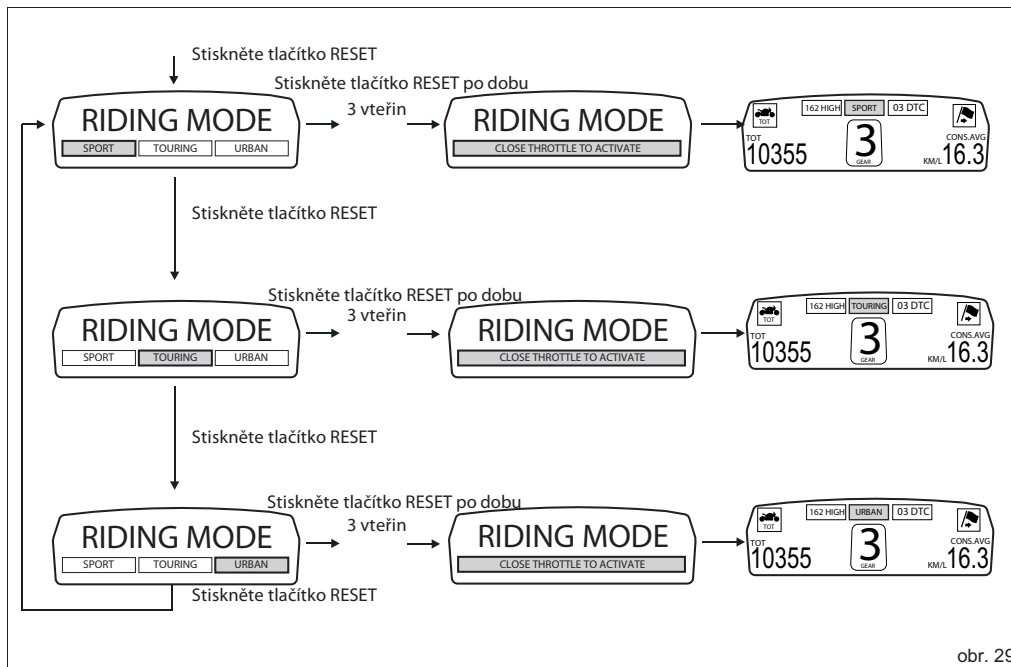 Stiskněte tlačítko RESET
Stiskněte tlačítko RESET po dobu
3 vteřin
RIDING MODE
SPORT TOURING URBAN
RIDING MODE
CLOSE THROTTLE TO ACTIVATE
TOT
162 HIGH SPORT 03 DTC
TOT
10355
3
GEAR
CONS.AVG
KM/L 16.3
Stiskněte tlačítko RESET
Stiskněte tlačítko RESET po dobu
3 vteřin
RIDING MODE
SPORT TOURING URBAN
RIDING MODE
CLOSE THROTTLE TO ACTIVATE
TOT
162 HIGH TOURING 03 DTC
TOT
10355
3
GEAR
CONS.AVG
KM/L 16.3
Stiskněte tlačítko RESET
Stiskněte tlačítko RESET po dobu
3 vteřin
RIDING MODE
SPORT TOURING URBAN
RIDING MODE
CLOSE THROTTLE TO ACTIVATE
TOT
162 HIGH URBAN 03 DTC
TOT
10355
3
GEAR
CONS.AVG
KM/L 16.3
Stiskněte tlačítko RESET
obr. 29